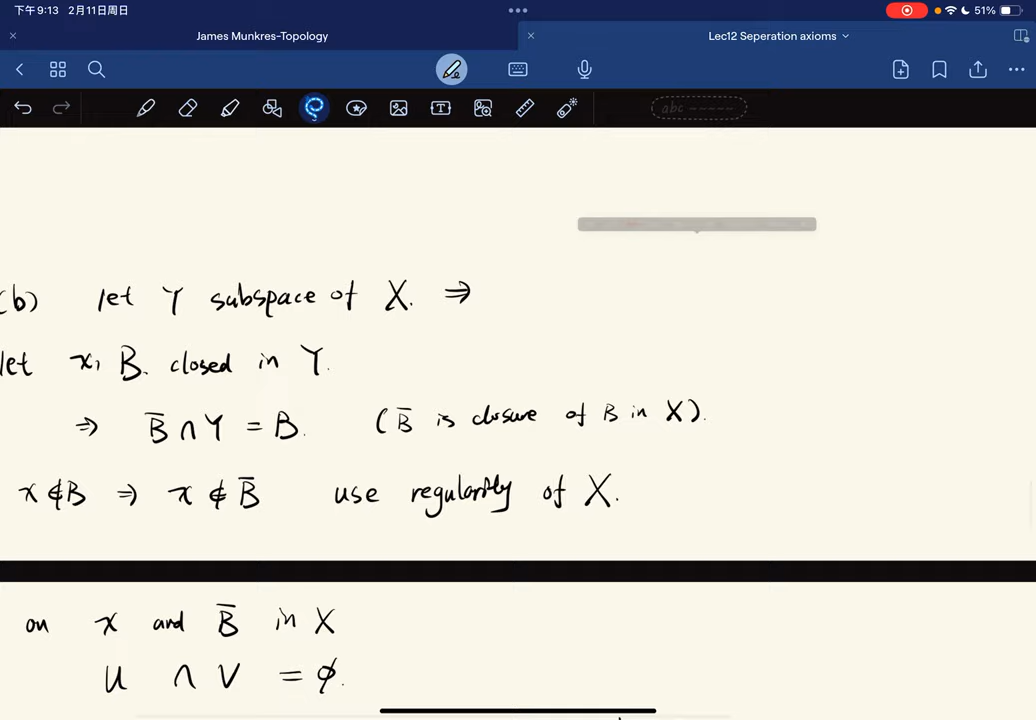 下午9:13 2月11日周日
51%
James Munkres-Topology
Lec12 Seperation axioms
abc
(b) let Y subspace of X. ⇒
let x, B. closed in Y.
⇒ B̅ ∩ Y = B. (B̅ is closure of B in X).
x ∉ B ⇒ x ∉ B̅ use regularity of X.
on x and B̅ in X
U ∩ V = ∅.